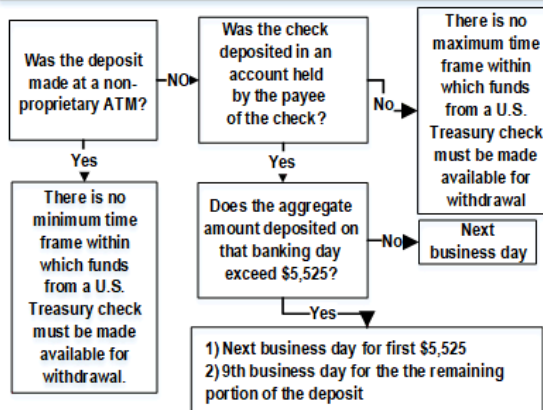 Was the deposit
made at a non-
proprietary ATM?
NO
Was the check
deposited in an
account held
by the payee
of the check?
No
There is no
maximum time
frame within
which funds
from a U.S.
Treasury check
must be made
available for
withdrawal
Yes
There is no
minimum time
frame within
which funds
from a U.S.
Treasury check
must be made
available for
withdrawal.
Yes
Does the aggregate
amount deposited on
that banking day
exceed $5,525?
No
Next
business day
Yes
1) Next business day for first $5,525
2) 9th business day for the the remaining
portion of the deposit